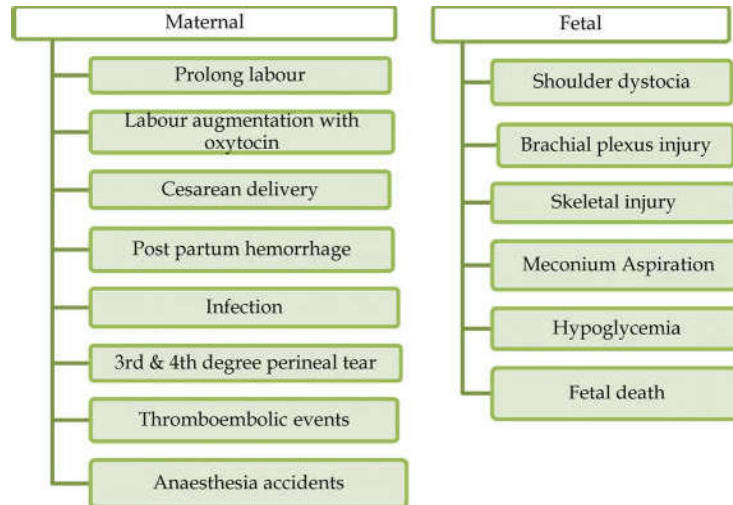 Maternal
Prolong labour
Labour augmentation with
oxytocin
Cesarean delivery
Post partum hemorrhage
Infection
3rd & 4th degree perineal tear
Thromboembolic events
Anaesthesia accidents
Fetal
Shoulder dystocia
Brachial plexus injury
Skeletal injury
Meconium Aspiration
Hypoglycemia
Fetal death